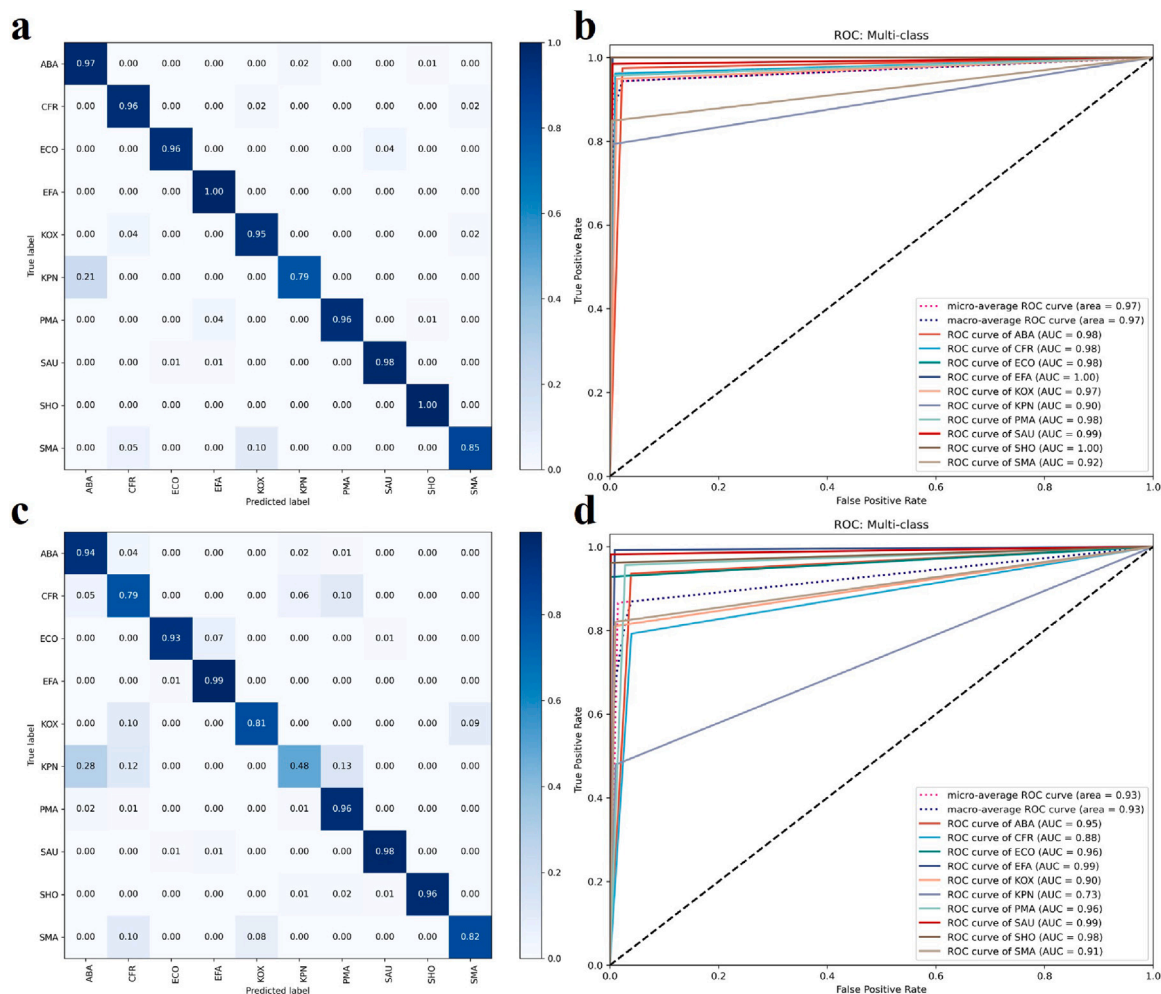 a
ABA 0.97 0.00 0.00 0.00 0.00 0.02 0.00 0.00 0.01 0.00
CFR 0.00 0.96 0.00 0.00 0.02 0.00 0.00 0.00 0.00 0.02
ECO 0.00 0.00 0.96 0.00 0.00 0.00 0.00 0.04 0.00 0.00
EFA 0.00 0.00 0.00 1.00 0.00 0.00 0.00 0.00 0.00 0.00
KOX 0.00 0.04 0.00 0.00 0.95 0.00 0.00 0.00 0.00 0.02
KPN 0.21 0.00 0.00 0.00 0.00 0.79 0.00 0.00 0.00 0.00
PMA 0.00 0.00 0.00 0.04 0.00 0.00 0.96 0.00 0.01 0.00
SAU 0.00 0.00 0.01 0.01 0.00 0.00 0.00 0.98 0.00 0.00
SHO 0.00 0.00 0.00 0.00 0.00 0.00 0.00 0.00 1.00 0.00
SMA 0.00 0.05 0.00 0.00 0.10 0.00 0.00 0.00 0.00 0.85
ABA CFR ECO EFA KOX KPN PMA SAU SHO SMA
True label
Predicted label
1.0
0.8
0.6
0.4
0.2
0.0
b
ROC: Multi-class
1.0
0.8
0.6
0.4
0.2
0.0
True Positive Rate
micro-average ROC curve (area = 0.97)
macro-average ROC curve (area = 0.97)
ROC curve of ABA (AUC = 0.98)
ROC curve of CFR (AUC = 0.98)
ROC curve of ECO (AUC = 0.98)
ROC curve of EFA (AUC = 1.00)
ROC curve of KOX (AUC = 0.97)
ROC curve of KPN (AUC = 0.90)
ROC curve of PMA (AUC = 0.98)
ROC curve of SAU (AUC = 0.99)
ROC curve of SHO (AUC = 1.00)
ROC curve of SMA (AUC = 0.92)
0.0 0.2 0.4 0.6 0.8 1.0
False Positive Rate
c
ABA 0.94 0.04 0.00 0.00 0.00 0.02 0.01 0.00 0.00 0.00
CFR 0.05 0.79 0.00 0.00 0.00 0.06 0.10 0.00 0.00 0.00
ECO 0.00 0.00 0.93 0.07 0.00 0.00 0.00 0.01 0.00 0.00
EFA 0.00 0.00 0.01 0.99 0.00 0.00 0.00 0.00 0.00 0.00
KOX 0.00 0.10 0.00 0.00 0.81 0.00 0.00 0.00 0.00 0.09
KPN 0.28 0.12 0.00 0.00 0.00 0.48 0.13 0.00 0.00 0.00
PMA 0.02 0.01 0.00 0.00 0.00 0.01 0.96 0.00 0.00 0.00
SAU 0.00 0.00 0.01 0.01 0.00 0.00 0.00 0.98 0.00 0.00
SHO 0.00 0.00 0.00 0.00 0.00 0.01 0.02 0.01 0.96 0.00
SMA 0.00 0.10 0.00 0.00 0.08 0.00 0.00 0.00 0.00 0.82
ABA CFR ECO EFA KOX KPN PMA SAU SHO SMA
True label
Predicted label
0.8
0.6
0.4
0.2
0.0
d
ROC: Multi-class
1.0
0.8
0.6
0.4
0.2
0.0
True Positive Rate
micro-average ROC curve (area = 0.93)
macro-average ROC curve (area = 0.93)
ROC curve of ABA (AUC = 0.95)
ROC curve of CFR (AUC = 0.88)
ROC curve of ECO (AUC = 0.96)
ROC curve of EFA (AUC = 0.99)
ROC curve of KOX (AUC = 0.90)
ROC curve of KPN (AUC = 0.73)
ROC curve of PMA (AUC = 0.96)
ROC curve of SAU (AUC = 0.99)
ROC curve of SHO (AUC = 0.98)
ROC curve of SMA (AUC = 0.91)
0.0 0.2 0.4 0.6 0.8 1.0
False Positive Rate